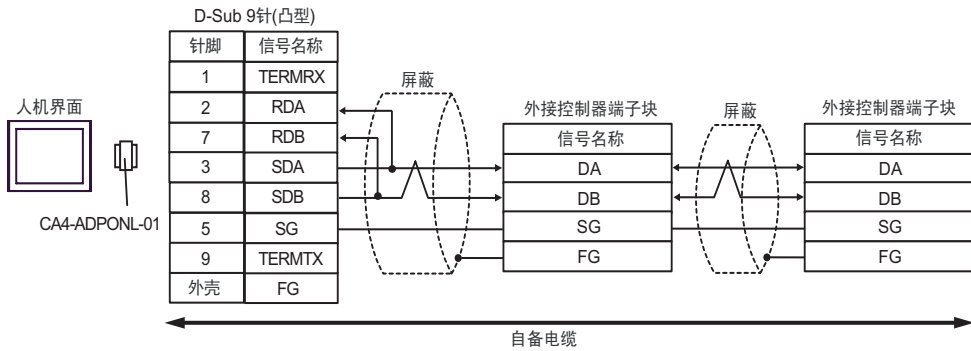 D-Sub 9针(凸型)
针脚 信号名称
1 TERMRX
2 RDA
7 RDB
3 SDA
8 SDB
5 SG
9 TERMTX
外壳 FG
人机界面
CA4-ADPONL-01
屏蔽
外接控制器端子块
信号名称
DA
DB
SG
FG
屏蔽
外接控制器端子块
信号名称
DA
DB
SG
FG
自备电缆